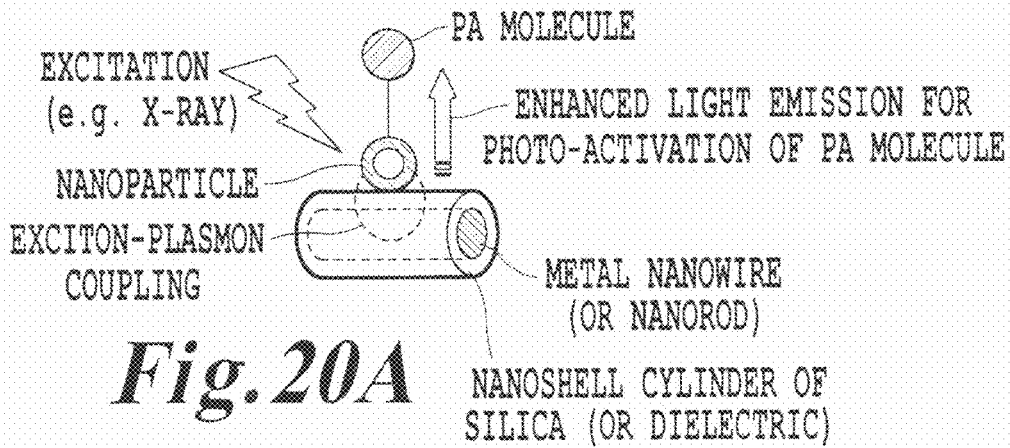 PA MOLECULE
EXCITATION
(e.g. X-RAY)
ENHANCED LIGHT EMISSION FOR
PHOTO-ACTIVATION OF PA MOLECULE
NANOPARTICLE
EXCITON-PLASMON
COUPLING
METAL NANOWIRE
(OR NANOROD)
NANOSHELL CYLINDER OF
SILICA (OR DIELECTRIC)
Fig.20A